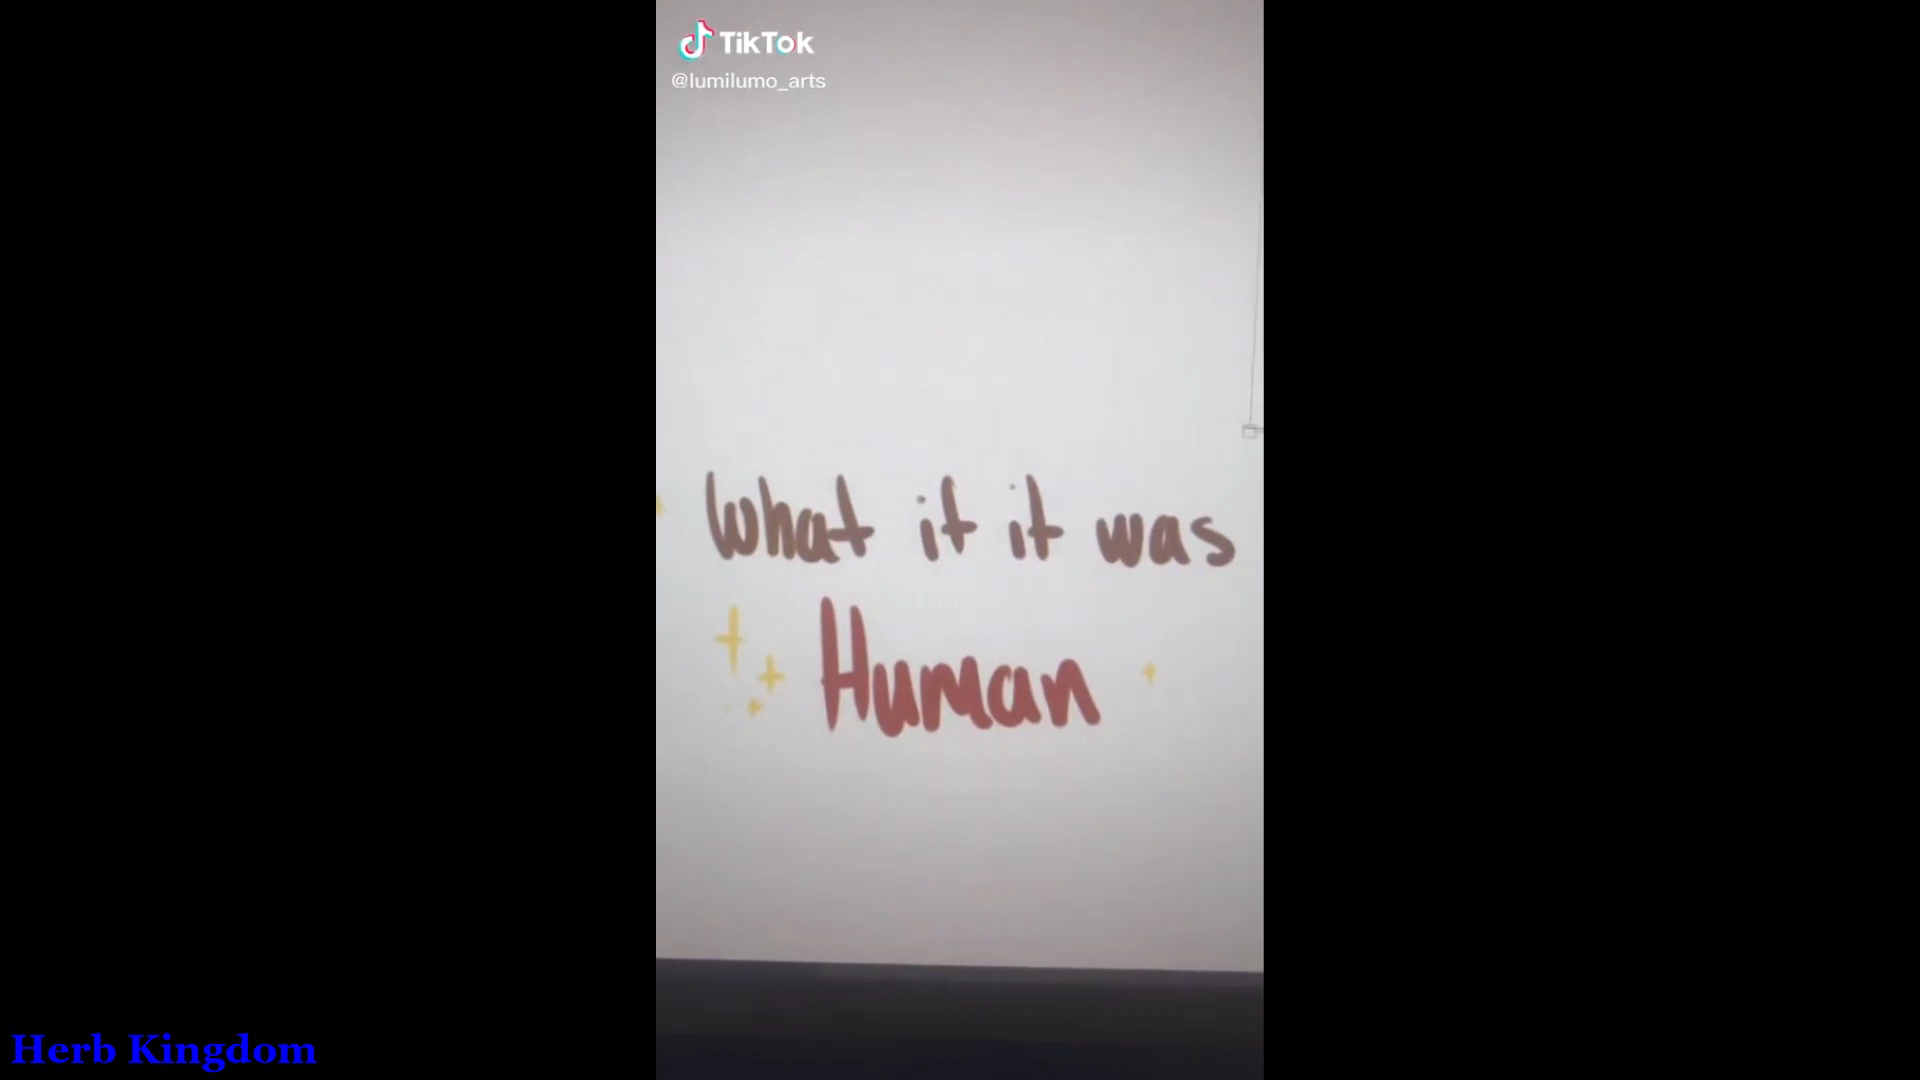 TikTok
@lumilumo_arts
What if it was
Human
Herb Kingdom